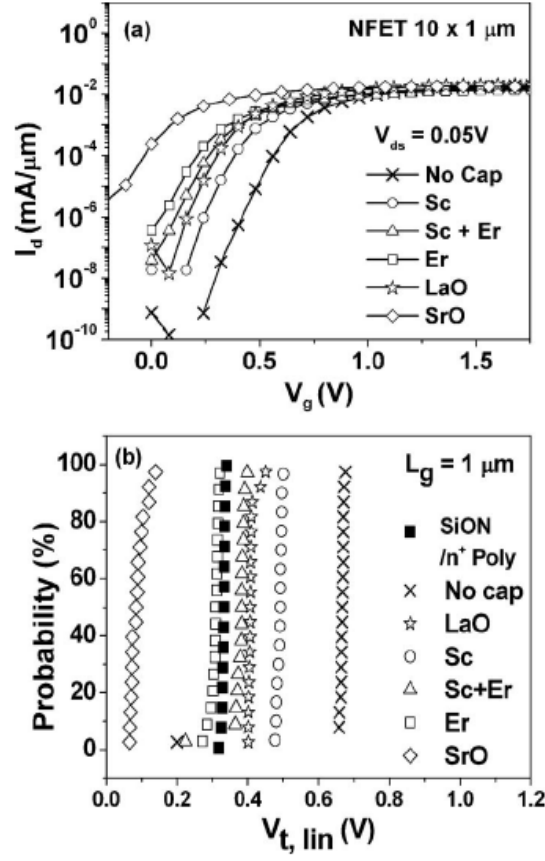 (a)
NFET 10 x 1 μm
V_ds = 0.05V
No Cap
Sc
Sc + Er
Er
LaO
SrO
I_d (mA/μm)
10^0
10^-2
10^-4
10^-6
10^-8
10^-10
0.0 0.5 1.0 1.5
V_g (V)
(b)
L_g = 1 μm
SiON
/n^+ Poly
No cap
LaO
Sc
Sc+Er
Er
SrO
Probability (%)
100
80
60
40
20
0
0.0 0.2 0.4 0.6 0.8 1.0 1.2
V_t, lin (V)